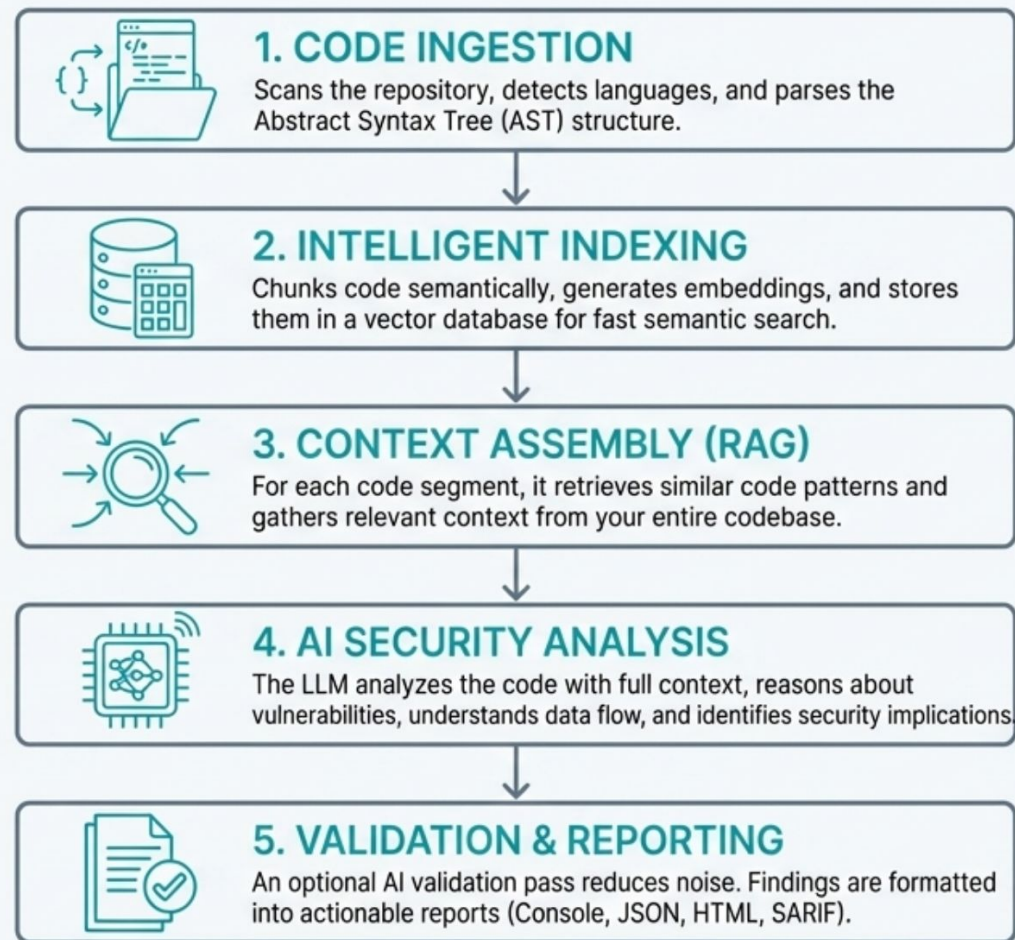 </>
{ }
1. CODE INGESTION
Scans the repository, detects languages, and parses the
Abstract Syntax Tree (AST) structure.
2. INTELLIGENT INDEXING
Chunks code semantically, generates embeddings, and stores
them in a vector database for fast semantic search.
3. CONTEXT ASSEMBLY (RAG)
For each code segment, it retrieves similar code patterns and
gathers relevant context from your entire codebase.
4. AI SECURITY ANALYSIS
The LLM analyzes the code with full context, reasons about
vulnerabilities, understands data flow, and identifies security implications.
5. VALIDATION & REPORTING
An optional AI validation pass reduces noise. Findings are formatted
into actionable reports (Console, JSON, HTML, SARIF).